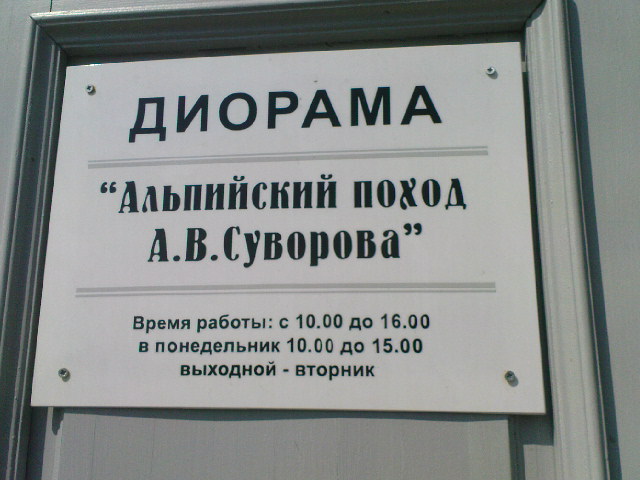 ДИОРАМА
“Альпийский поход
А.В.Суворова”
Время работы: с 10.00 до 16.00
в понедельник 10.00 до 15.00
выходной - вторник